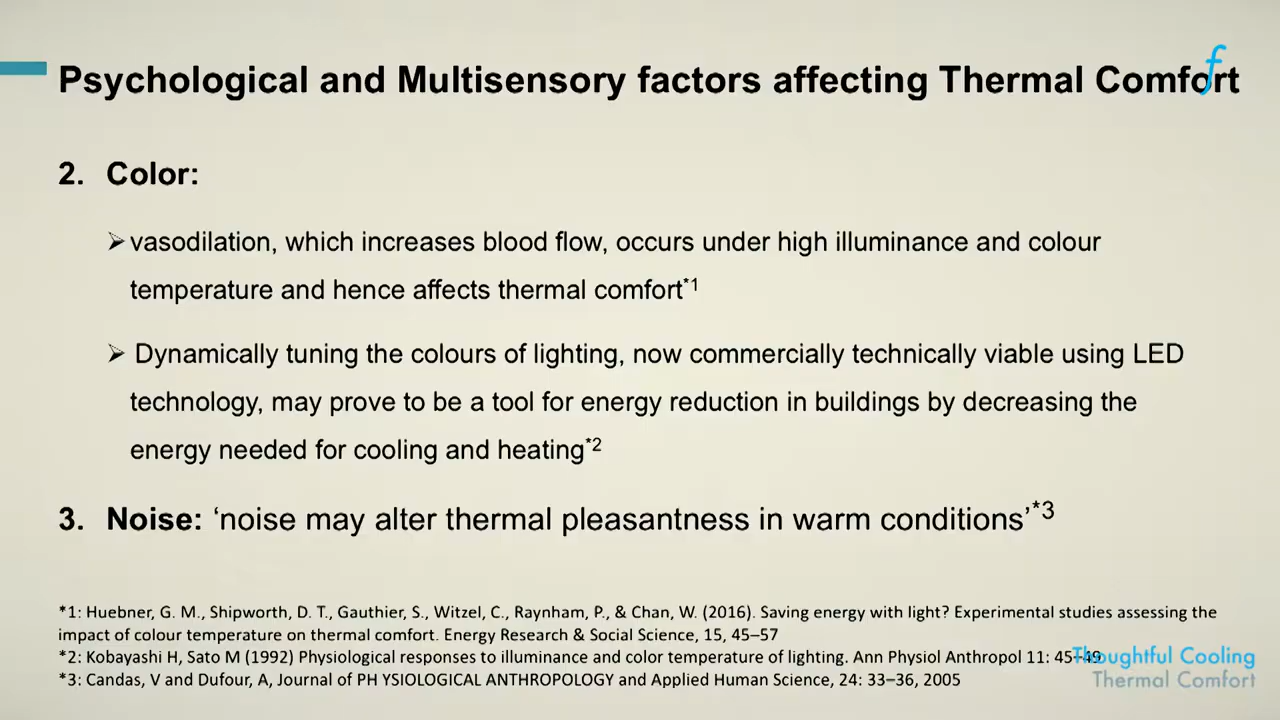 Psychological and Multisensory factors affecting Thermal Comfort
2. Color:
➢ vasodilation, which increases blood flow, occurs under high illuminance and colour
temperature and hence affects thermal comfort*1
➢ Dynamically tuning the colours of lighting, now commercially technically viable using LED
technology, may prove to be a tool for energy reduction in buildings by decreasing the
energy needed for cooling and heating*2
3. Noise: ‘noise may alter thermal pleasantness in warm conditions’*3
*1: Huebner, G. M., Shipworth, D. T., Gauthier, S., Witzel, C., Raynham, P., & Chan, W. (2016). Saving energy with light? Experimental studies assessing the
impact of colour temperature on thermal comfort. Energy Research & Social Science, 15, 45–57
*2: Kobayashi H, Sato M (1992) Physiological responses to illuminance and color temperature of lighting. Ann Physiol Anthropol 11: 45–49
*3: Candas, V and Dufour, A, Journal of PH YSIOLOGICAL ANTHROPOLOGY and Applied Human Science, 24: 33–36, 2005
Thoughtful Cooling
Thermal Comfort